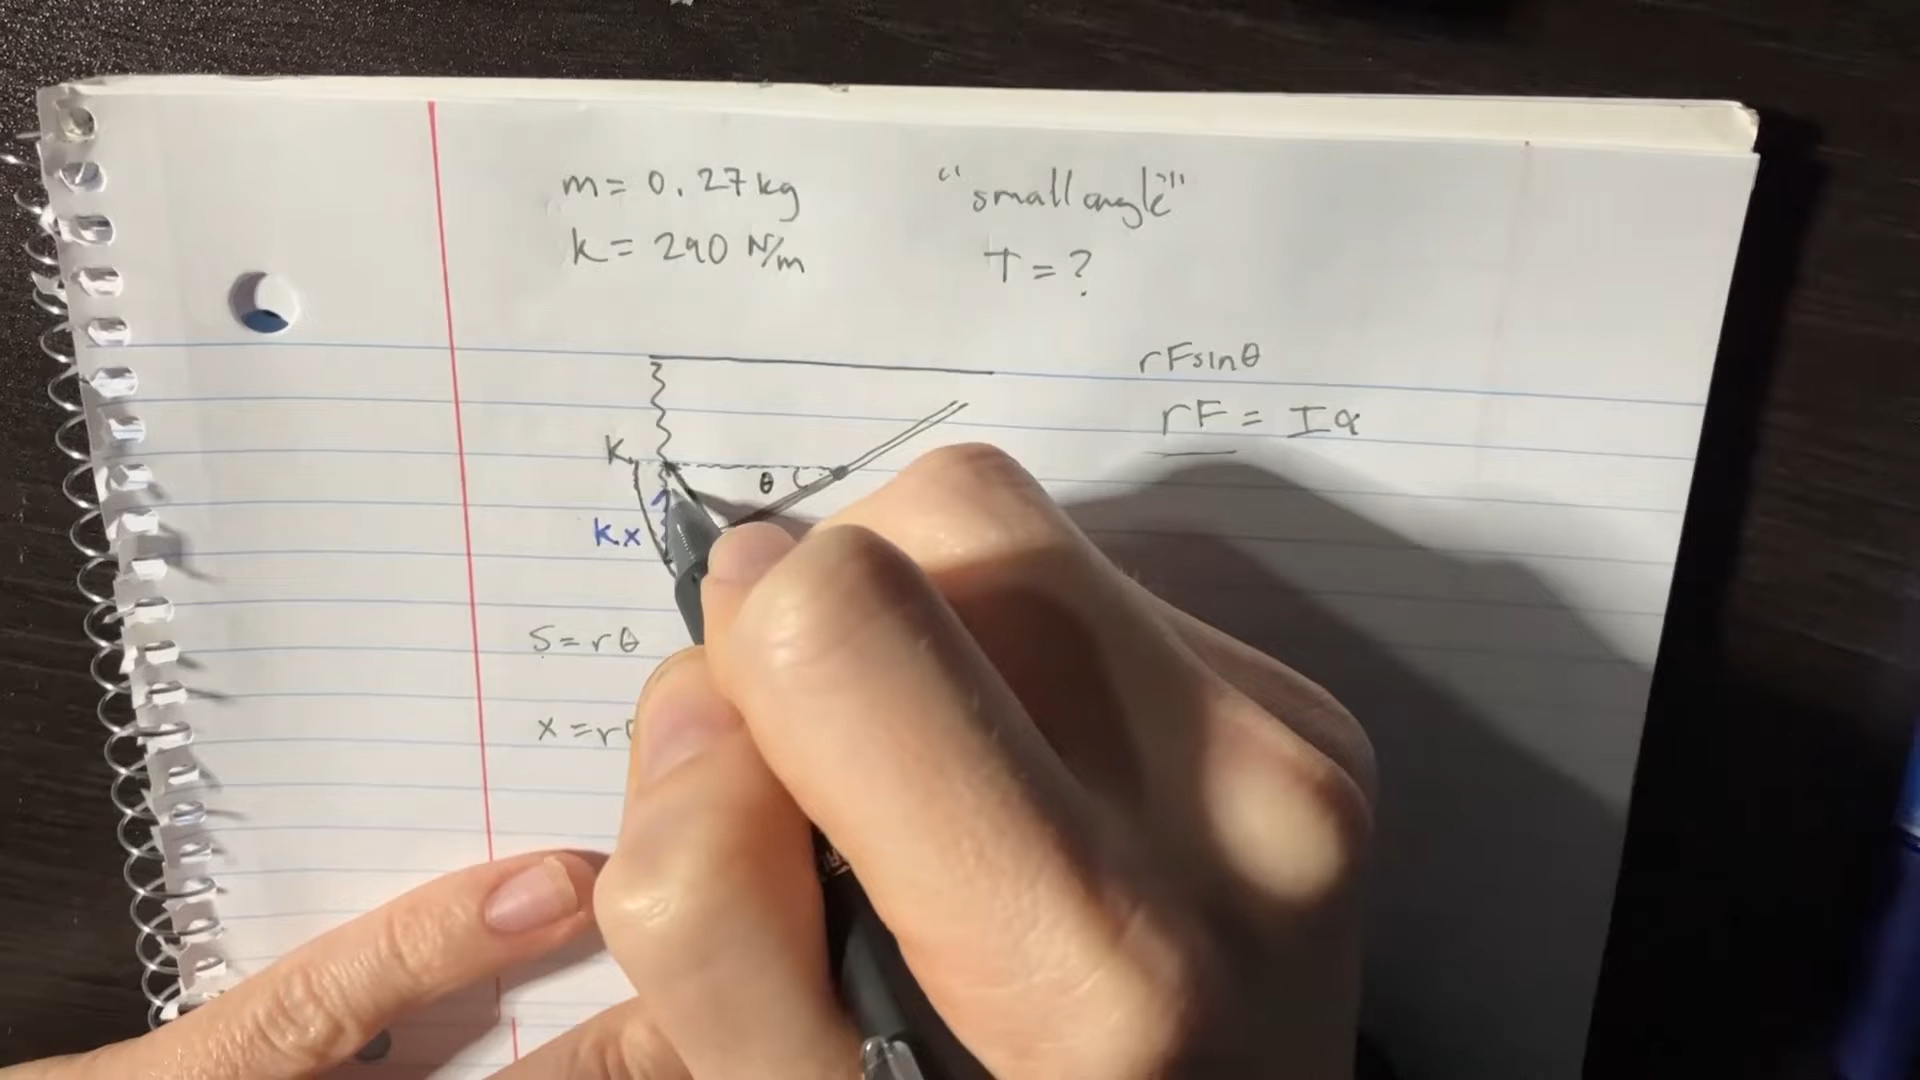 m = 0.27 kg
k = 290 N/m
"small angle"
T = ?
rFsinθ
rF = Iα
K
θ
Kx
S = rθ
x = r